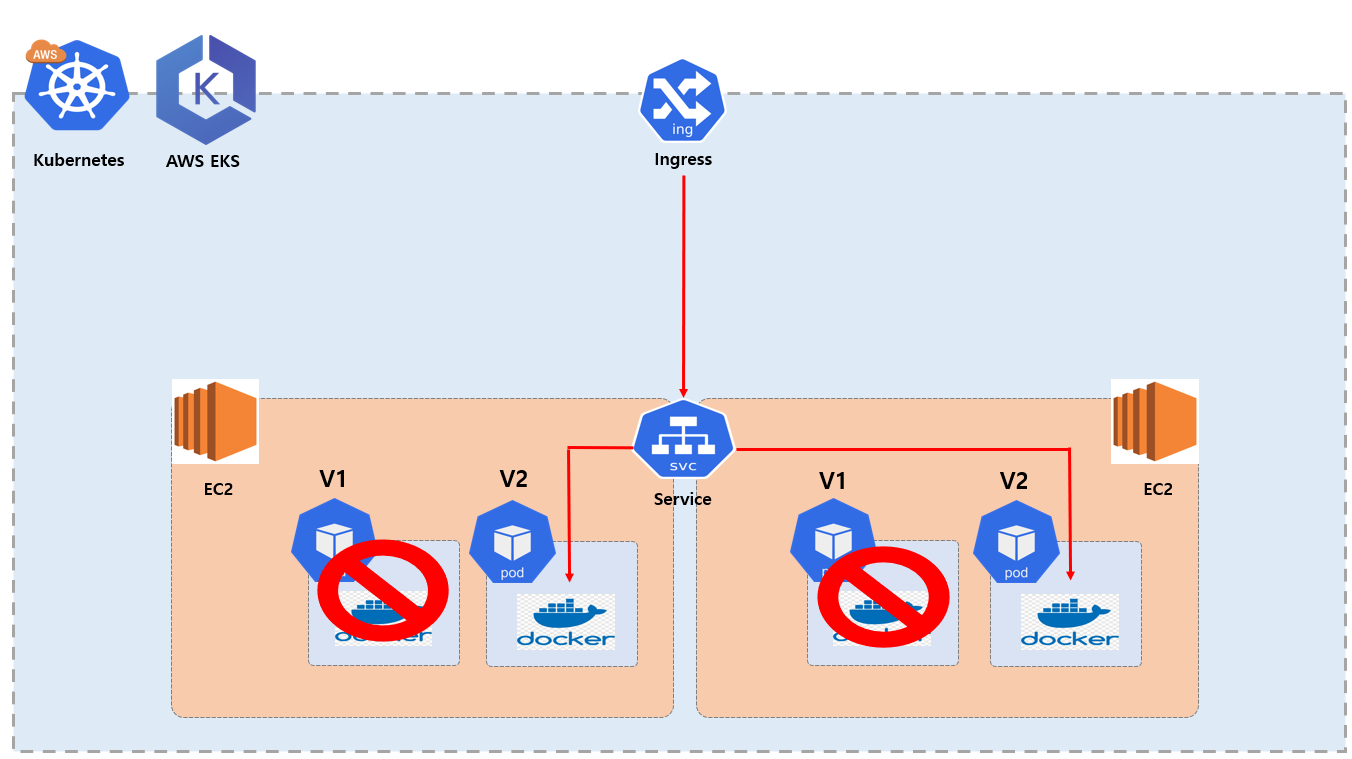 AWS
K
Kubernetes
AWS EKS
ing
Ingress
svc
Service
EC2
EC2
V1
V2
V1
V2
pod
pod
docker
docker
docker
docker